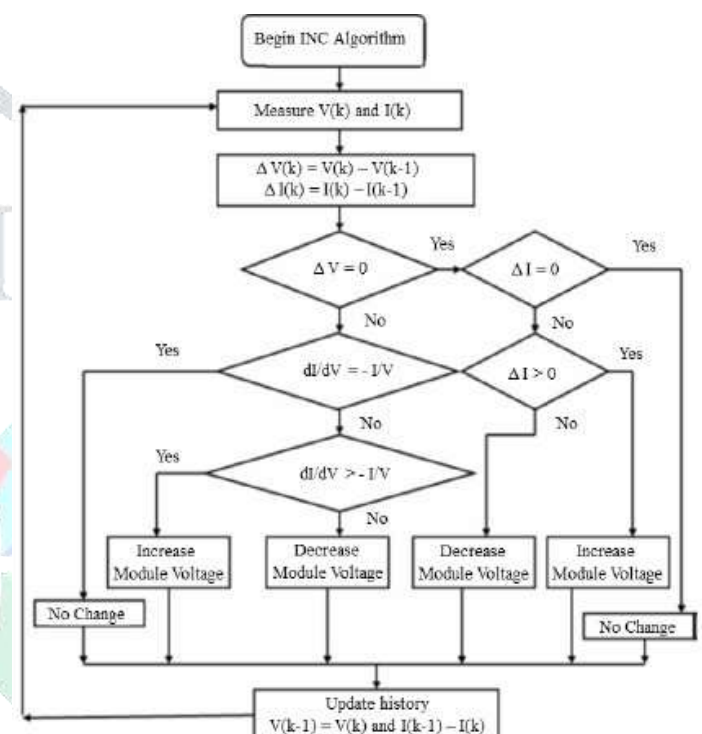 Begin INC Algorithm
Measure V(k) and I(k)
Δ V(k) = V(k) – V(k-1)
Δ I(k) = I(k) – I(k-1)
Δ V = 0
Yes
Δ I = 0
Yes
No
No
Yes
dI/dV = - I/V
Δ I > 0
Yes
No
No
Yes
dI/dV > - I/V
No
Increase
Module Voltage
Decrease
Module Voltage
Decrease
Module Voltage
Increase
Module Voltage
No Change
No Change
Update history
V(k-1) = V(k) and I(k-1) – I(k)